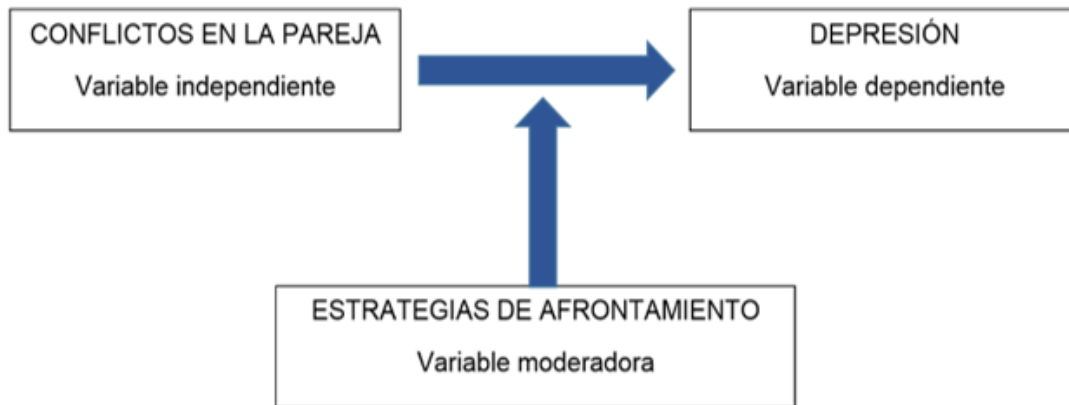 CONFLICTOS EN LA PAREJA
Variable independiente
DEPRESIÓN
Variable dependiente
ESTRATEGIAS DE AFRONTAMIENTO
Variable moderadora